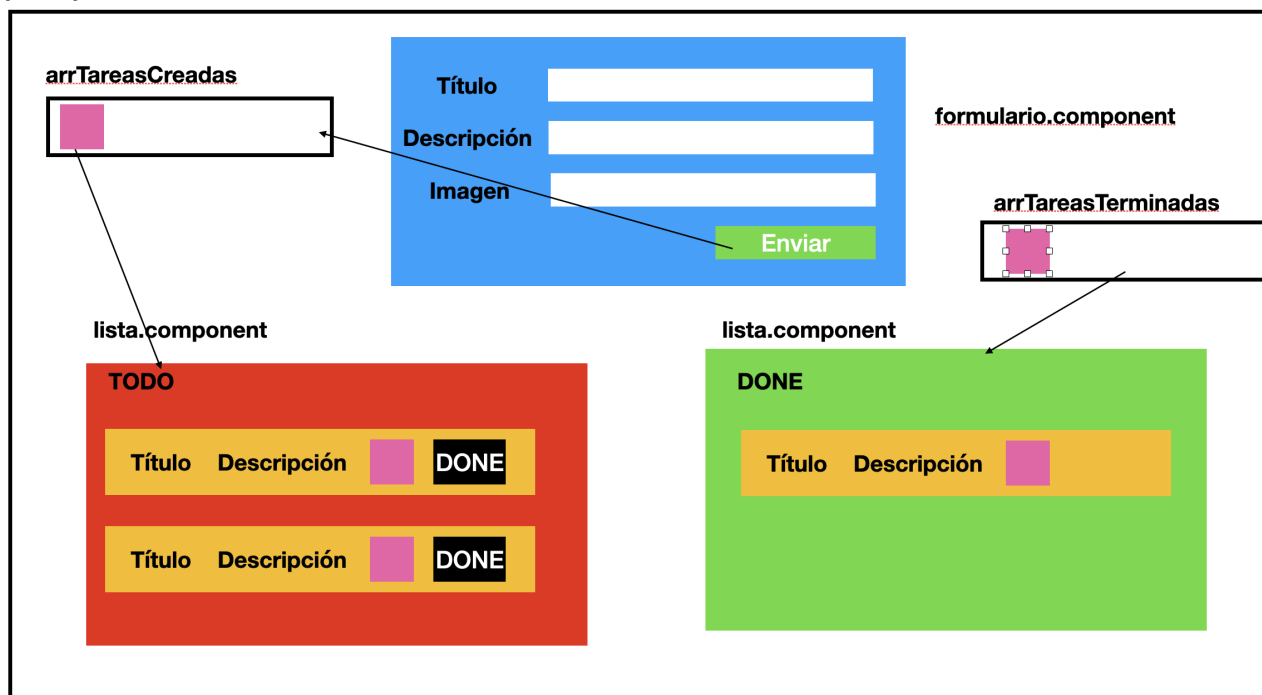 arrTareasCreadas
Título
Descripción
Imagen
Enviar
formulario.component
arrTareasTerminadas
lista.component
TODO
Título Descripción DONE
Título Descripción DONE
lista.component
DONE
Título Descripción